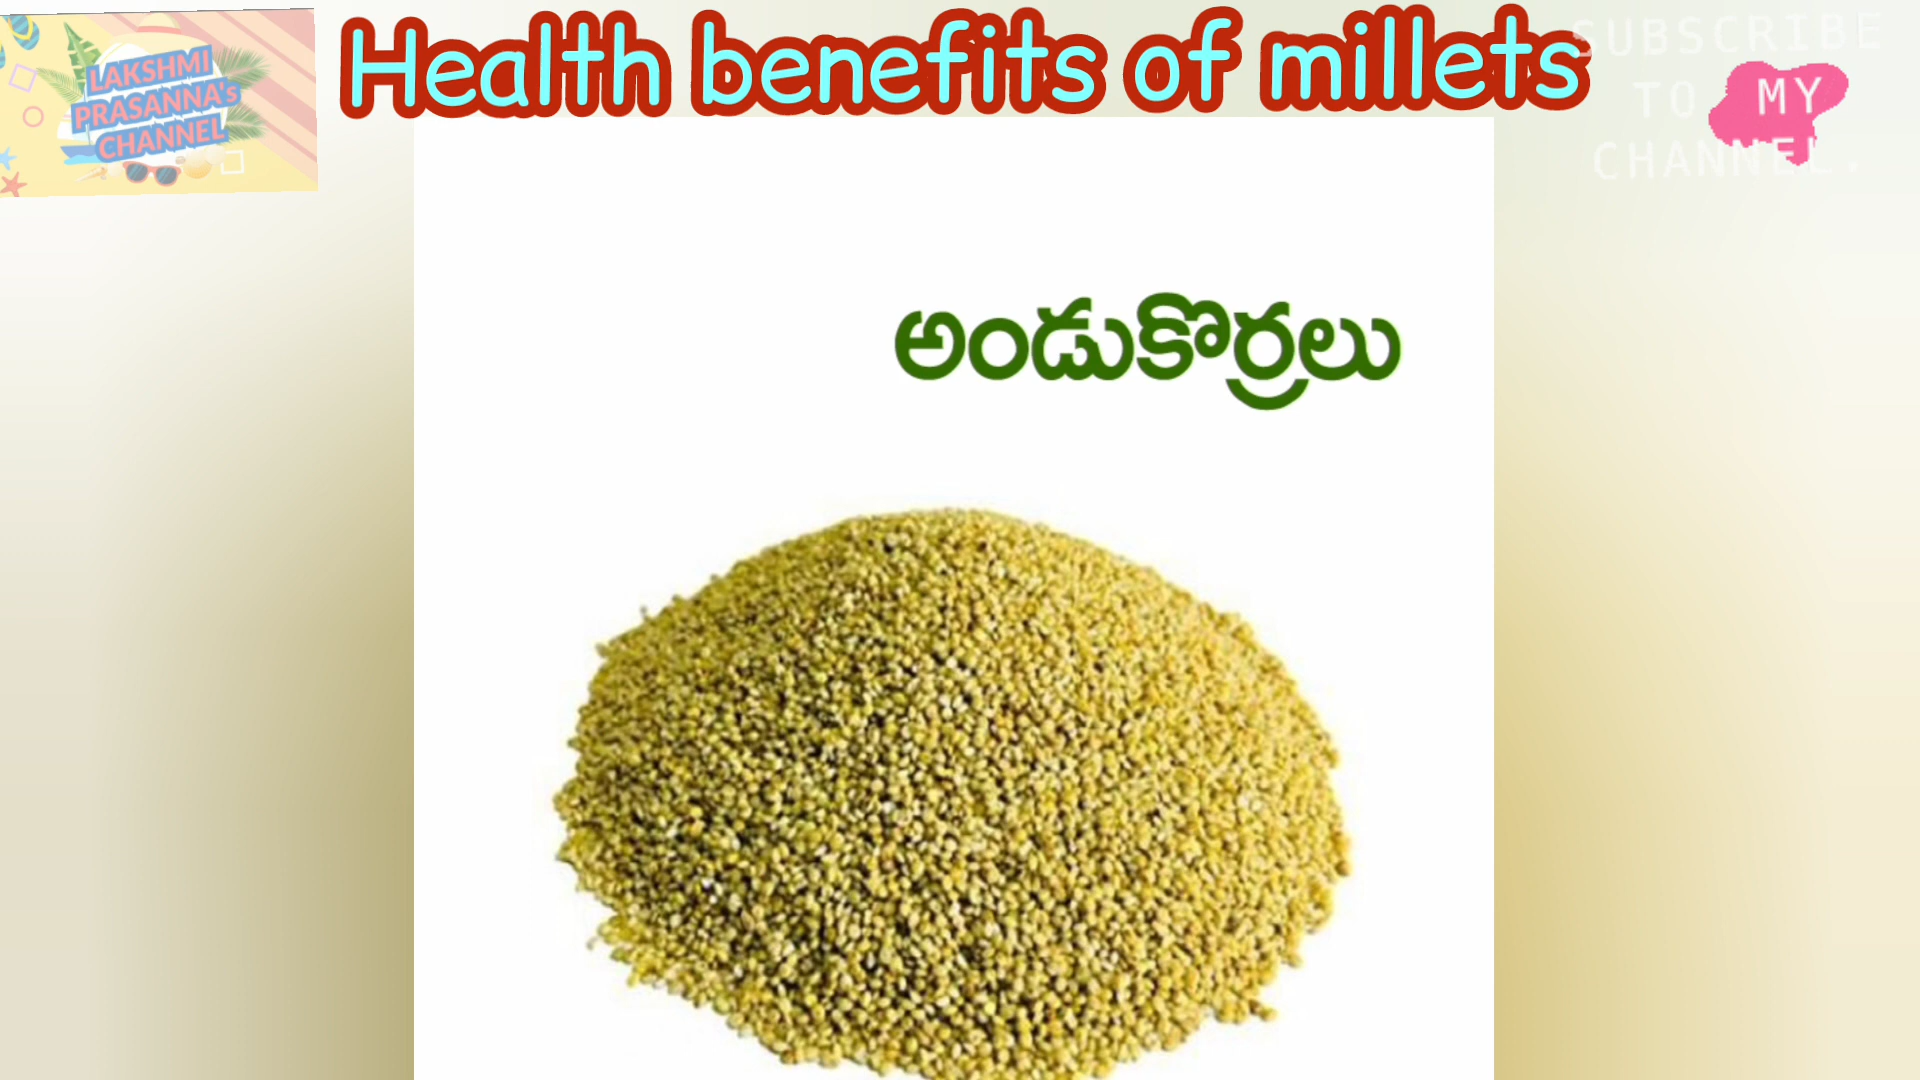 LAKSHMI
PRASANNA's
CHANNEL
Health benefits of millets
SUBSCRIBE
TO MY
CHANNEL.
అండుకొర్రలు